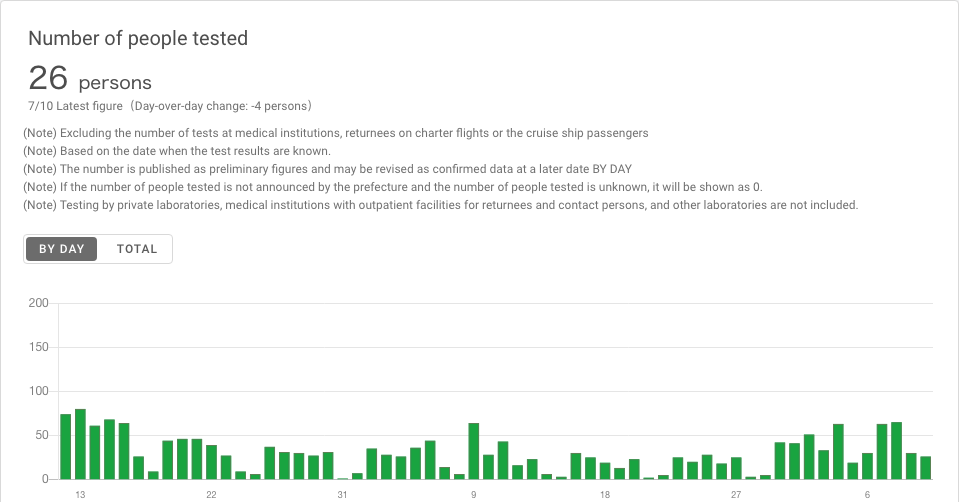 Number of people tested
26 persons
7/10 Latest figure (Day-over-day change: -4 persons)
(Note) Excluding the number of tests at medical institutions, returnees on charter flights or the cruise ship passengers
(Note) Based on the date when the test results are known.
(Note) The number is published as preliminary figures and may be revised as confirmed data at a later date BY DAY
(Note) If the number of people tested is not announced by the prefecture and the number of people tested is unknown, it will be shown as 0.
(Note) Testing by private laboratories, medical institutions with outpatient facilities for returnees and contact persons, and other laboratories are not included.
BY DAY TOTAL
200
150
100
50
0
13 22 31 9 18 27 6